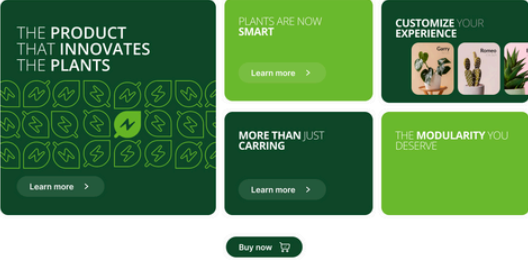 THE PRODUCT
THAT INNOVATES
THE PLANTS
Learn more
PLANTS ARE NOW
SMART
Learn more
CUSTOMIZE YOUR
EXPERIENCE
Garry
Romeo
MORE THAN JUST
CARRING
Learn more
THE MODULARITY YOU
DESERVE
Buy now